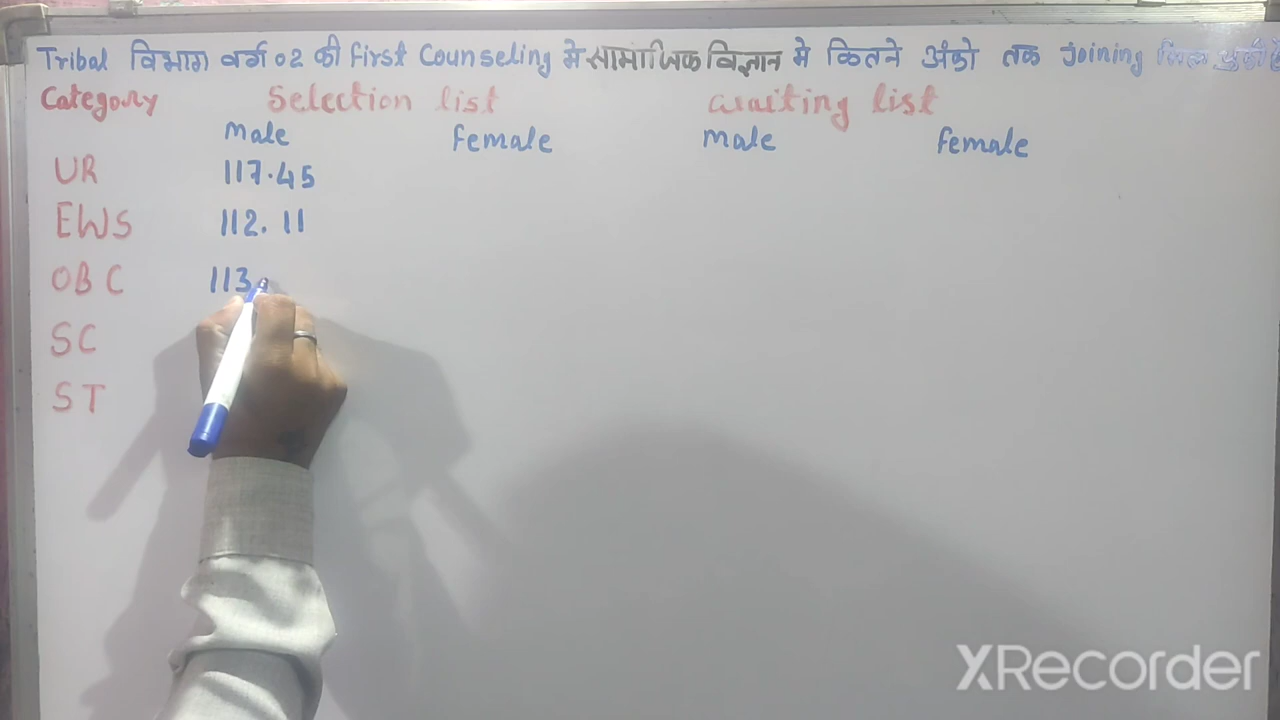 Tribal विभाग वर्ग 02 की First Counseling में सामाजिक विज्ञान मे कितने अंको तक Joining मिल चुकी है
Category Selection list waiting list
Male Female Male Female
UR 117.45
EWS 112.11
OBC 113.
SC
ST
XRecorder